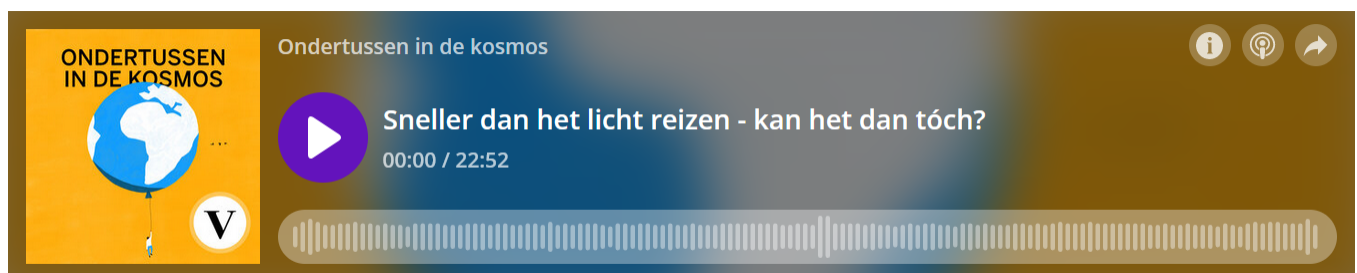 ONDERTUSSEN
IN DE KOSMOS
V
Ondertussen in de kosmos
i
Sneller dan het licht reizen - kan het dan tóch?
00:00 / 22:52